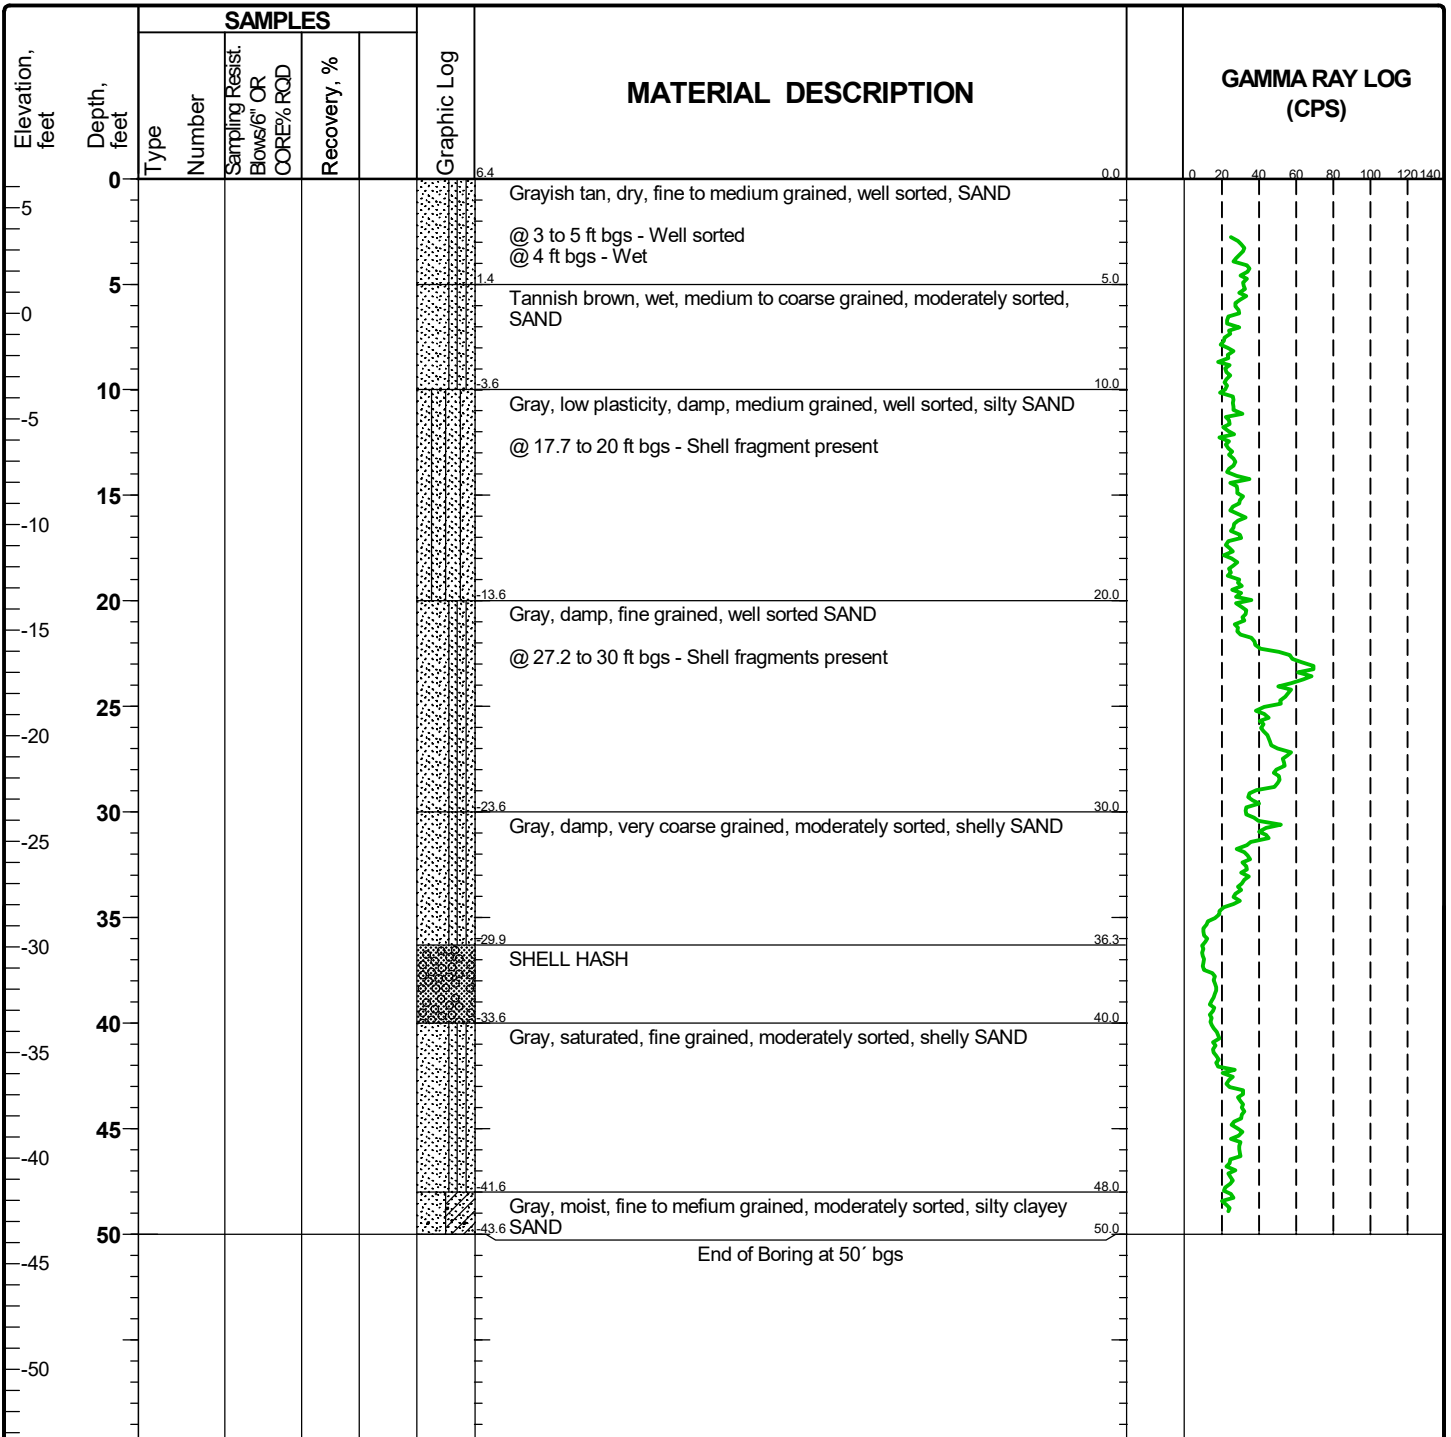 SAMPLES
Elevation,
feet
Depth,
feet
Type
Number
Sampling Resist.
Blows/6" OR
CORE% RQD
Recovery, %
Graphic Log
MATERIAL DESCRIPTION
GAMMA RAY LOG
(CPS)
0 6.4 0.0 0 20 40 60 80 100 120 140
Grayish tan, dry, fine to medium grained, well sorted, SAND
5
@ 3 to 5 ft bgs - Well sorted
@ 4 ft bgs - Wet
5 1.4 5.0
Tannish brown, wet, medium to coarse grained, moderately sorted,
SAND
0
10 -3.6 10.0
Gray, low plasticity, damp, medium grained, well sorted, silty SAND
-5
@ 17.7 to 20 ft bgs - Shell fragment present
15
-10
20 -13.6 20.0
Gray, damp, fine grained, well sorted SAND
-15
@ 27.2 to 30 ft bgs - Shell fragments present
25
-20
30 -23.6 30.0
Gray, damp, very coarse grained, moderately sorted, shelly SAND
-25
35
-29.9 36.3
-30
SHELL HASH
40 -33.6 40.0
Gray, saturated, fine grained, moderately sorted, shelly SAND
-35
45
-40
-41.6 48.0
Gray, moist, fine to mefium grained, moderately sorted, silty clayey
SAND
50 -43.6 50.0
End of Boring at 50´ bgs
-45
-50